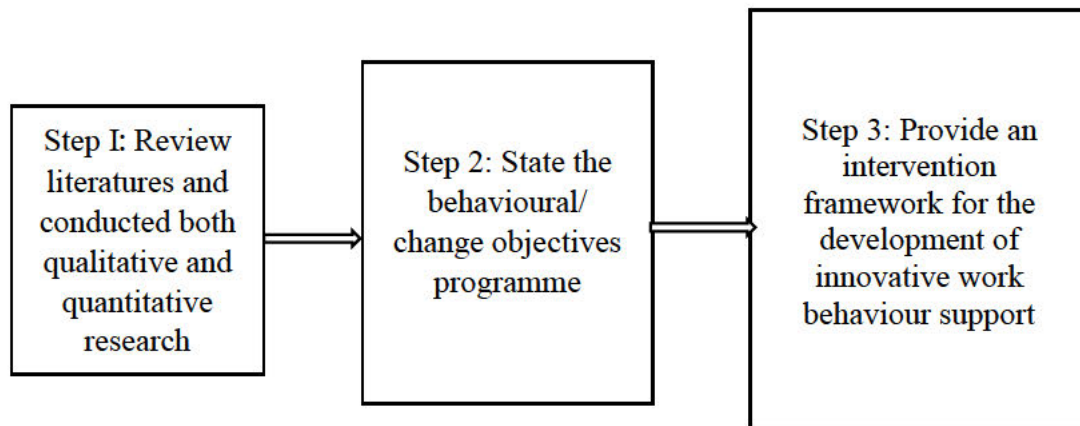 Step I: Review
literatures and
conducted both
qualitative and
quantitative
research
Step 2: State the
behavioural/
change objectives
programme
Step 3: Provide an
intervention
framework for the
development of
innovative work
behaviour support